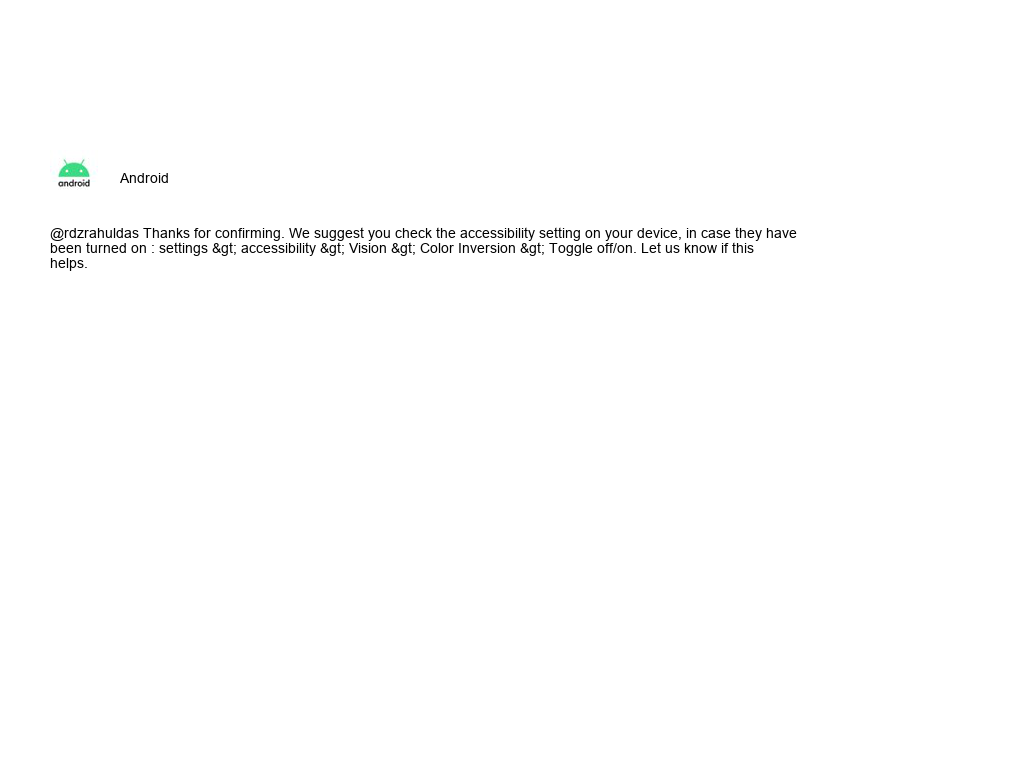 android
Android
@rdzrahuldas Thanks for confirming. We suggest you check the accessibility setting on your device, in case they have
been turned on : settings &gt; accessibility &gt; Vision &gt; Color Inversion &gt; Toggle off/on. Let us know if this
helps.